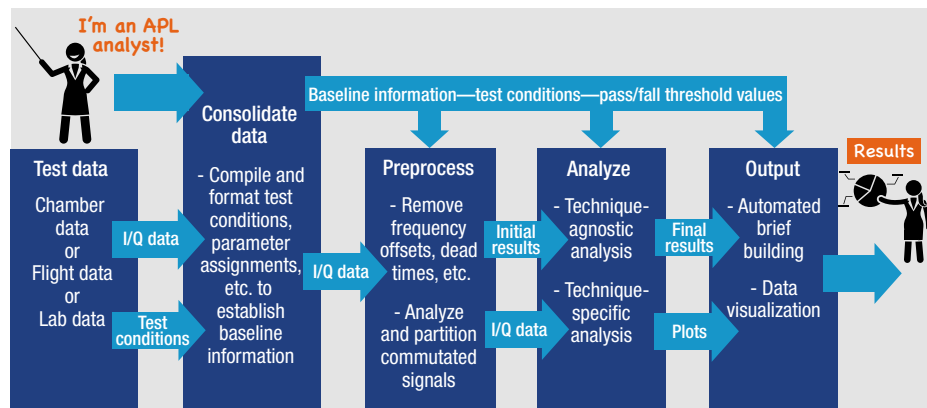 I'm an APL
analyst!
Baseline information—test conditions—pass/fall threshold values
Test data
Chamber
data
or
Flight data
or
Lab data
I/Q data
Test
conditions
Consolidate
data
- Compile and
format test
conditions,
parameter
assignments,
etc. to
establish
baseline
information
I/Q data
Preprocess
- Remove
frequency
offsets, dead
times, etc.
- Analyze
and partition
commutated
signals
Initial
results
I/Q data
Analyze
- Technique-
agnostic
analysis
- Technique-
specific
analysis
Final
results
Plots
Output
- Automated
brief
building
- Data
visualization
Results